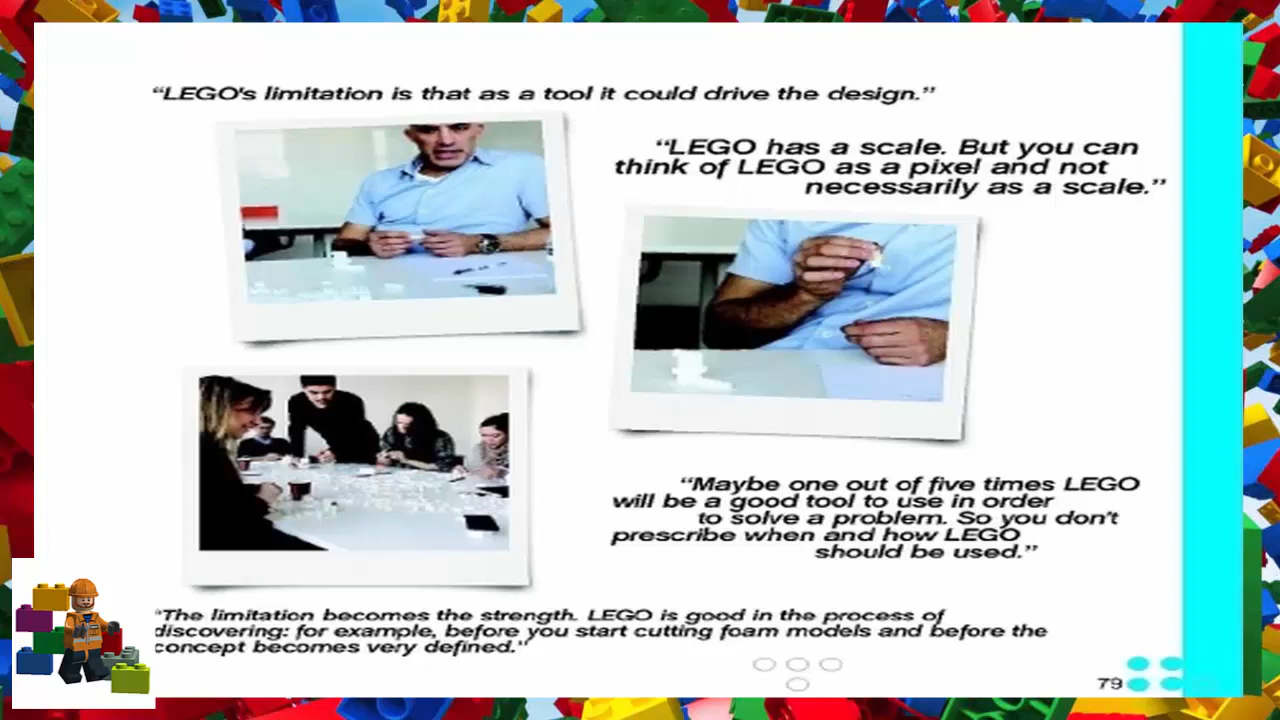 “LEGO's limitation is that as a tool it could drive the design.”
“LEGO has a scale. But you can
think of LEGO as a pixel and not
necessarily as a scale.”
“Maybe one out of five times LEGO
will be a good tool to use in order
to solve a problem. So you don't
prescribe when and how LEGO
should be used.”
“The limitation becomes the strength. LEGO is good in the process of
discovering: for example, before you start cutting foam models and before the
concept becomes very defined.”
79